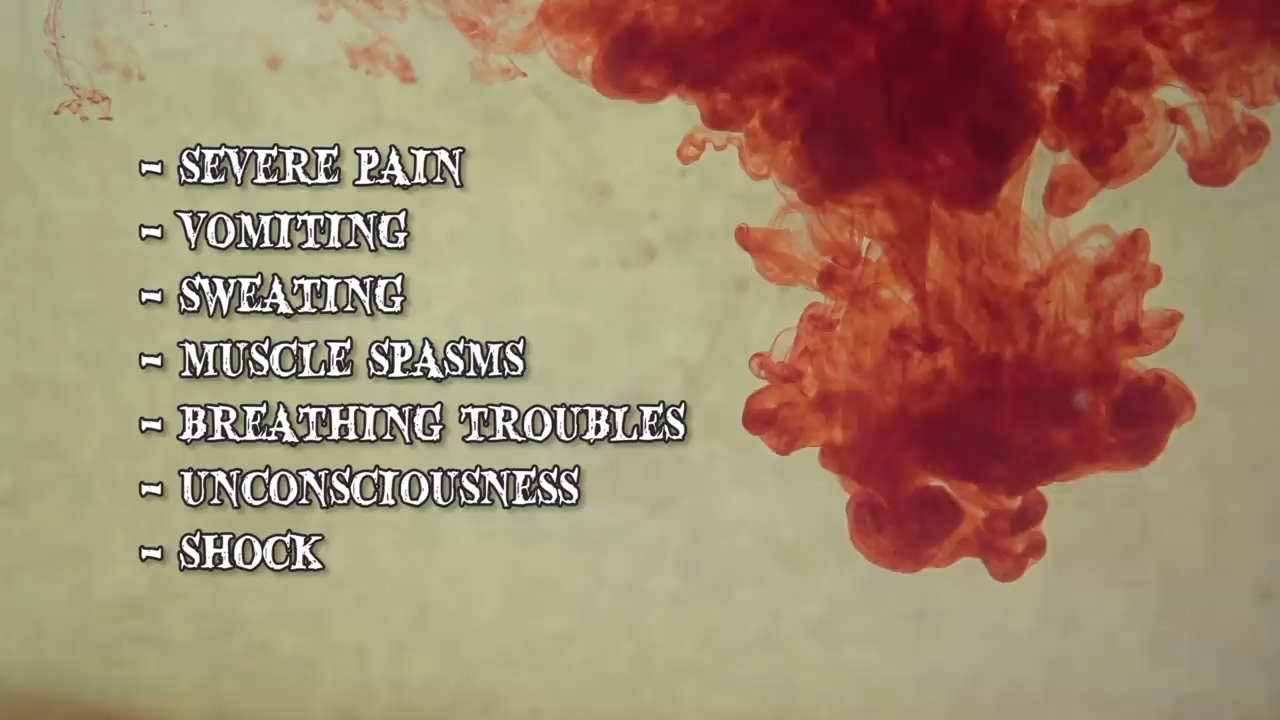 - SEVERE PAIN
- VOMITING
- SWEATING
- MUSCLE SPASMS
- BREATHING TROUBLES
- UNCONSCIOUSNESS
- SHOCK